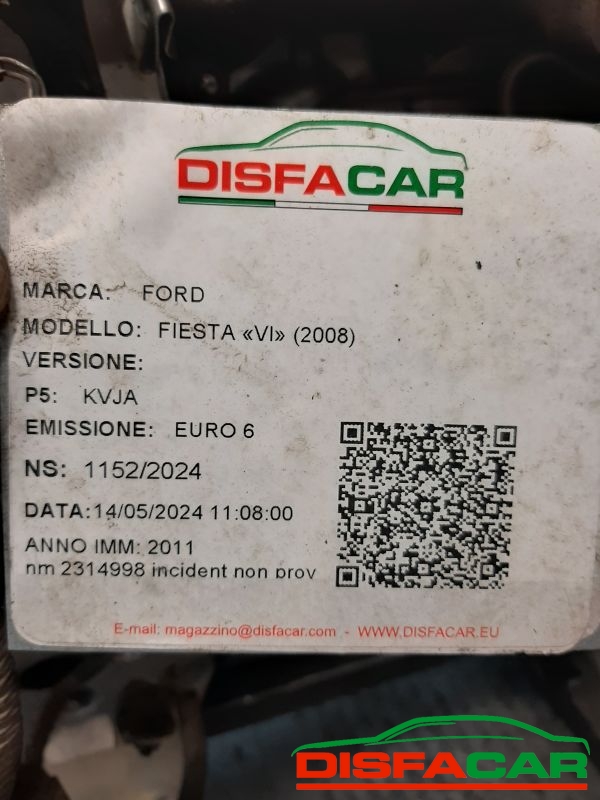 DISFACAR
MARCA: FORD
MODELLO: FIESTA «VI» (2008)
VERSIONE:
P5: KVJA
EMISSIONE: EURO 6
NS: 1152/2024
DATA:14/05/2024 11:08:00
ANNO IMM: 2011
nm 2314998 incident non prov
E-mail: magazzino@disfacar.com - WWW.DISFACAR.EU
DISFACAR